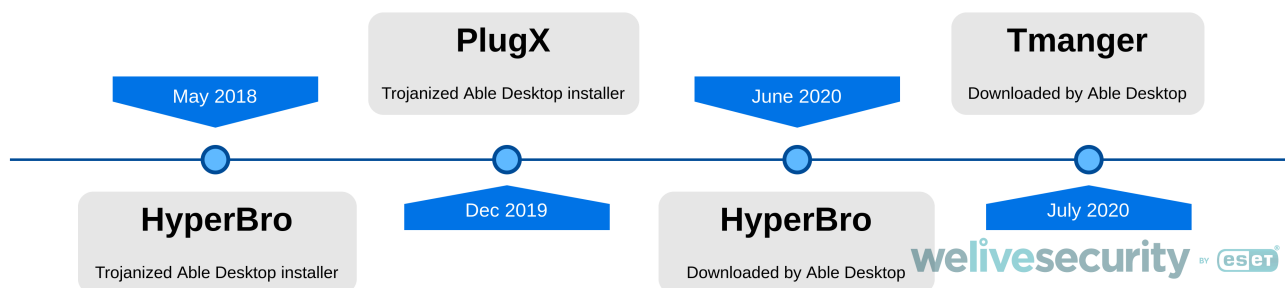 May 2018
HyperBro
Trojanized Able Desktop installer
PlugX
Trojanized Able Desktop installer
Dec 2019
June 2020
HyperBro
Downloaded by Able Desktop
Tmanger
Downloaded by Able Desktop
July 2020
welivesecurity BY eseT